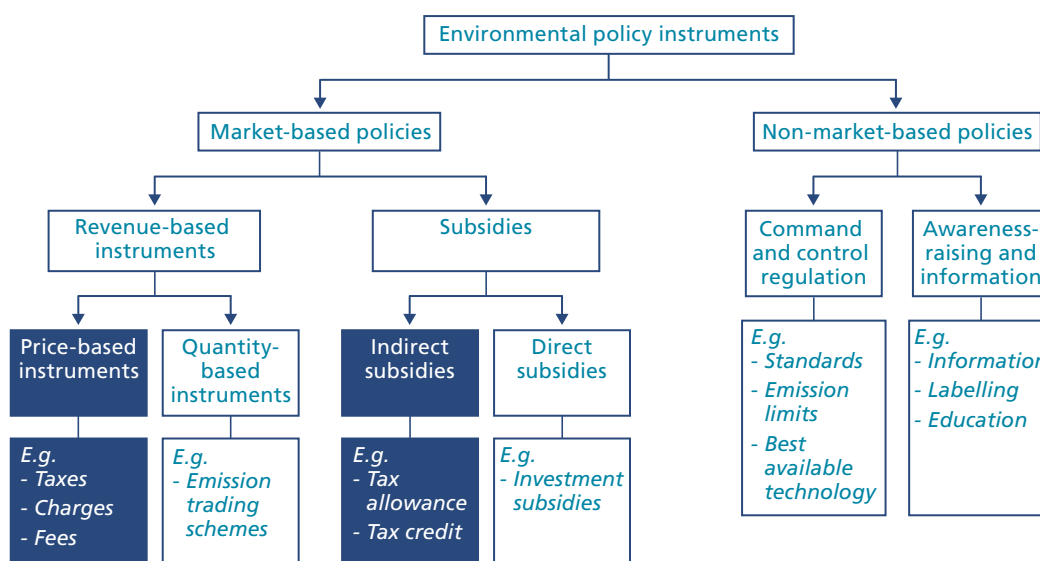 Environmental policy instruments
Market-based policies
Non-market-based policies
Revenue-based
instruments
Subsidies
Command
and control
regulation
Awareness-
raising and
information
Price-based
instruments
Quantity-
based
instruments
Indirect
subsidies
Direct
subsidies
E.g.
- Taxes
- Charges
- Fees
E.g.
- Emission
trading
schemes
E.g.
- Tax
allowance
- Tax credit
E.g.
- Investment
subsidies
E.g.
- Standards
- Emission
limits
- Best
available
technology
E.g.
- Information
- Labelling
- Education